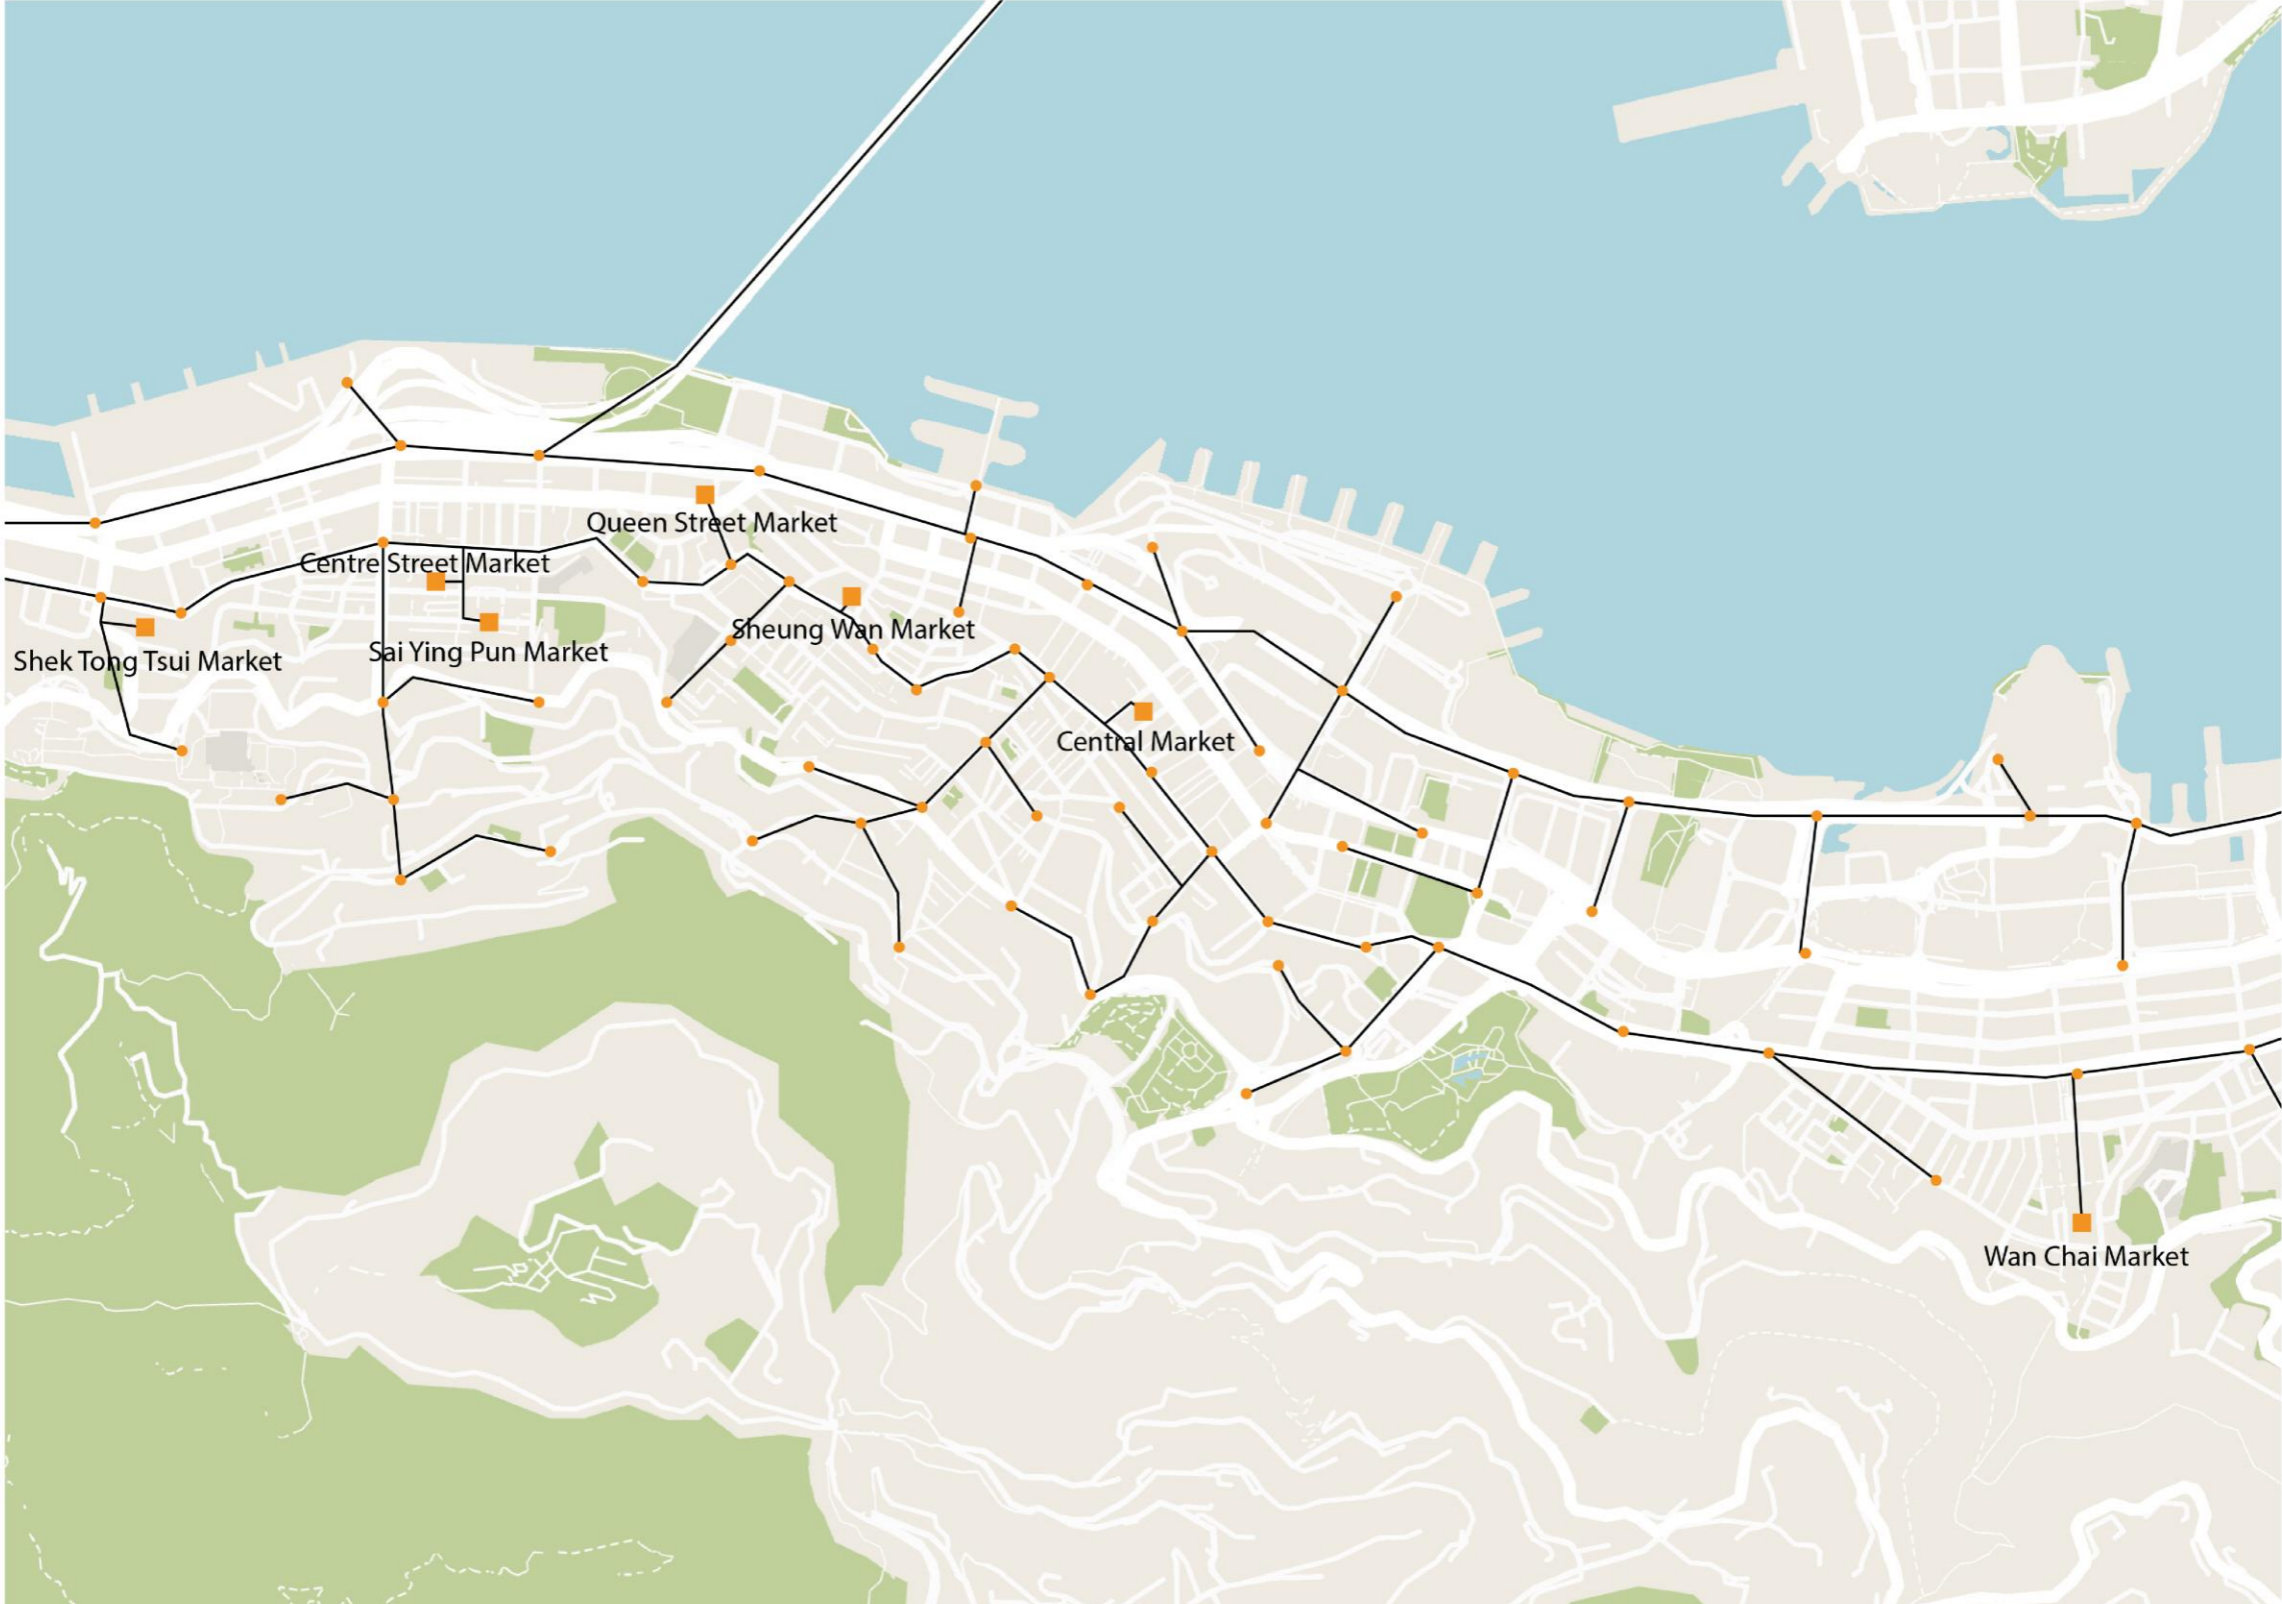 Queen Street Market
Centre Street Market
Sheung Wan Market
Sai Ying Pun Market
Shek Tong Tsui Market
Central Market
Wan Chai Market